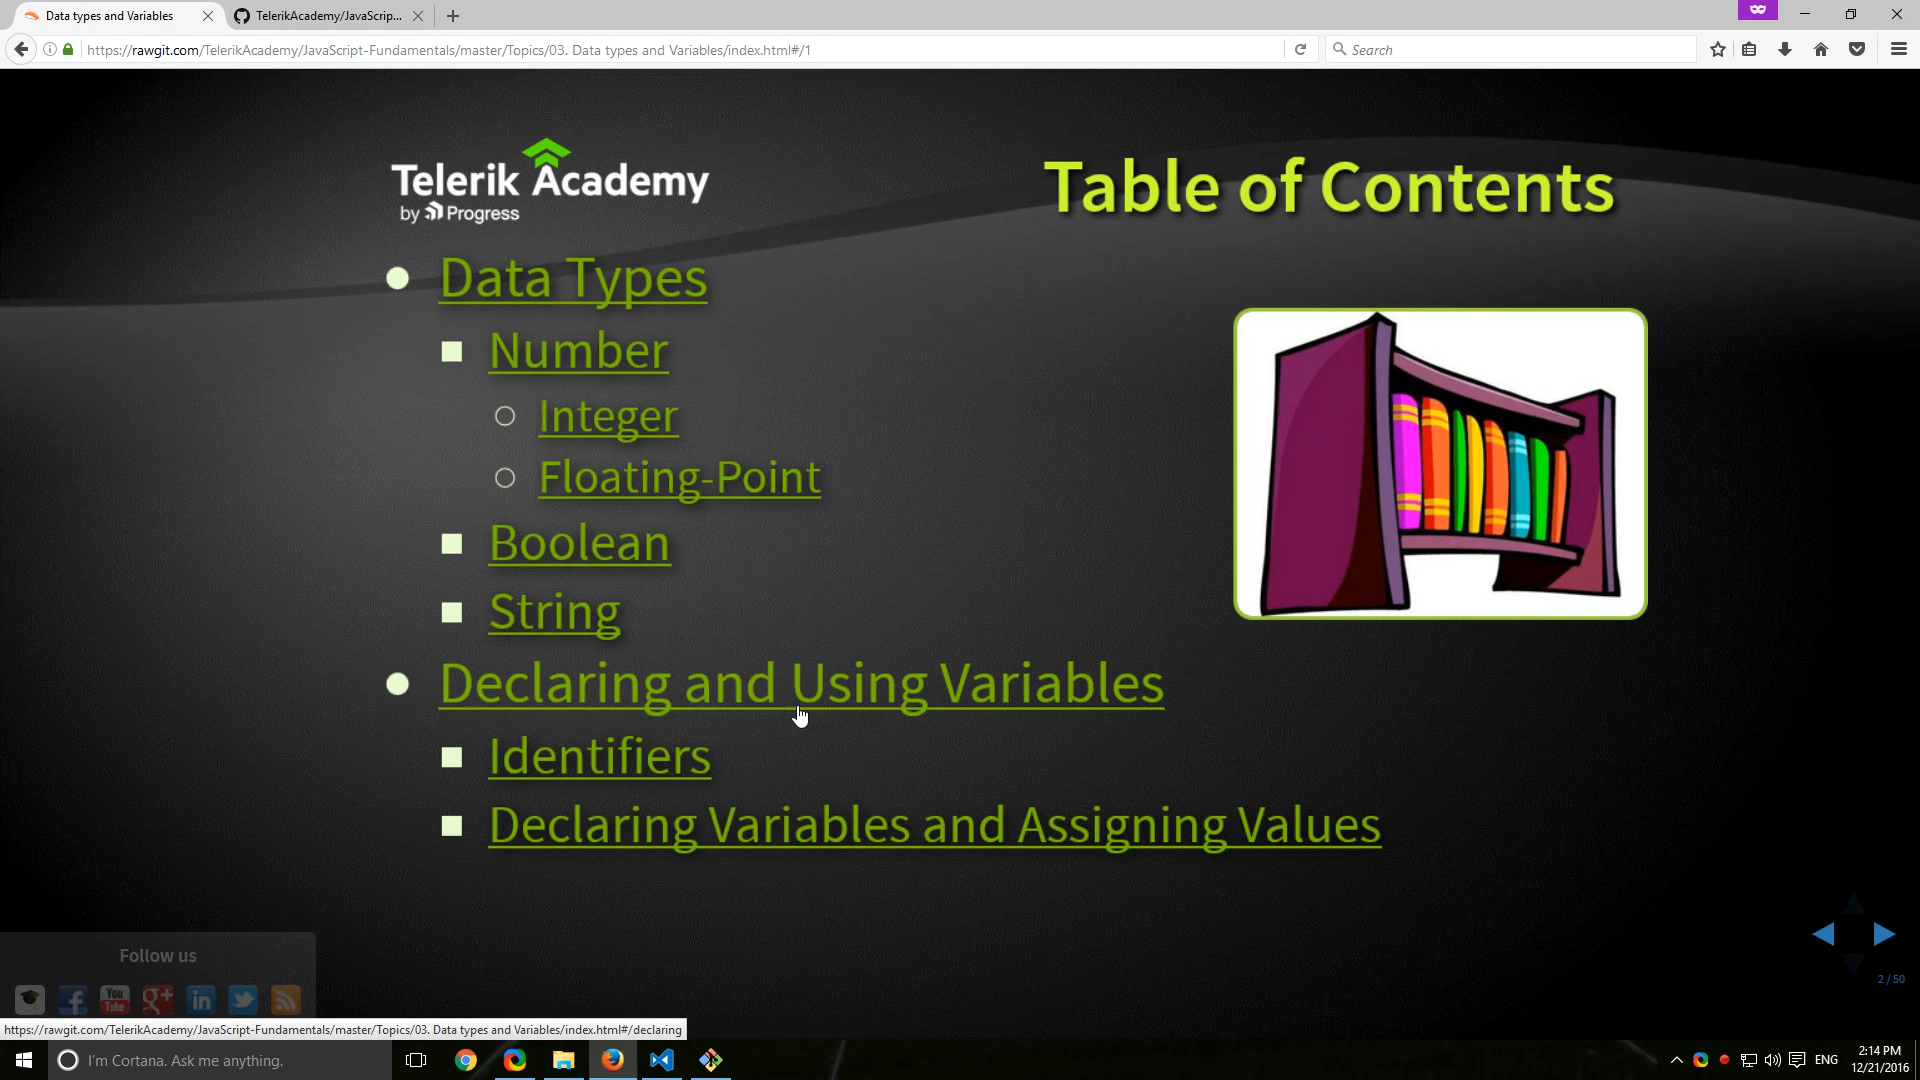 Data types and Variables
TelerikAcademy/JavaScrip...
https://rawgit.com/TelerikAcademy/JavaScript-Fundamentals/master/Topics/03. Data types and Variables/index.html#/1
Search
Telerik Academy
by Progress
Table of Contents
Data Types
Number
Integer
Floating-Point
Boolean
String
Declaring and Using Variables
Identifiers
Declaring Variables and Assigning Values
Follow us
You
Tube
2 / 50
https://rawgit.com/TelerikAcademy/JavaScript-Fundamentals/master/Topics/03. Data types and Variables/index.html#/declaring
I'm Cortana. Ask me anything.
ENG
2:14 PM
12/21/2016